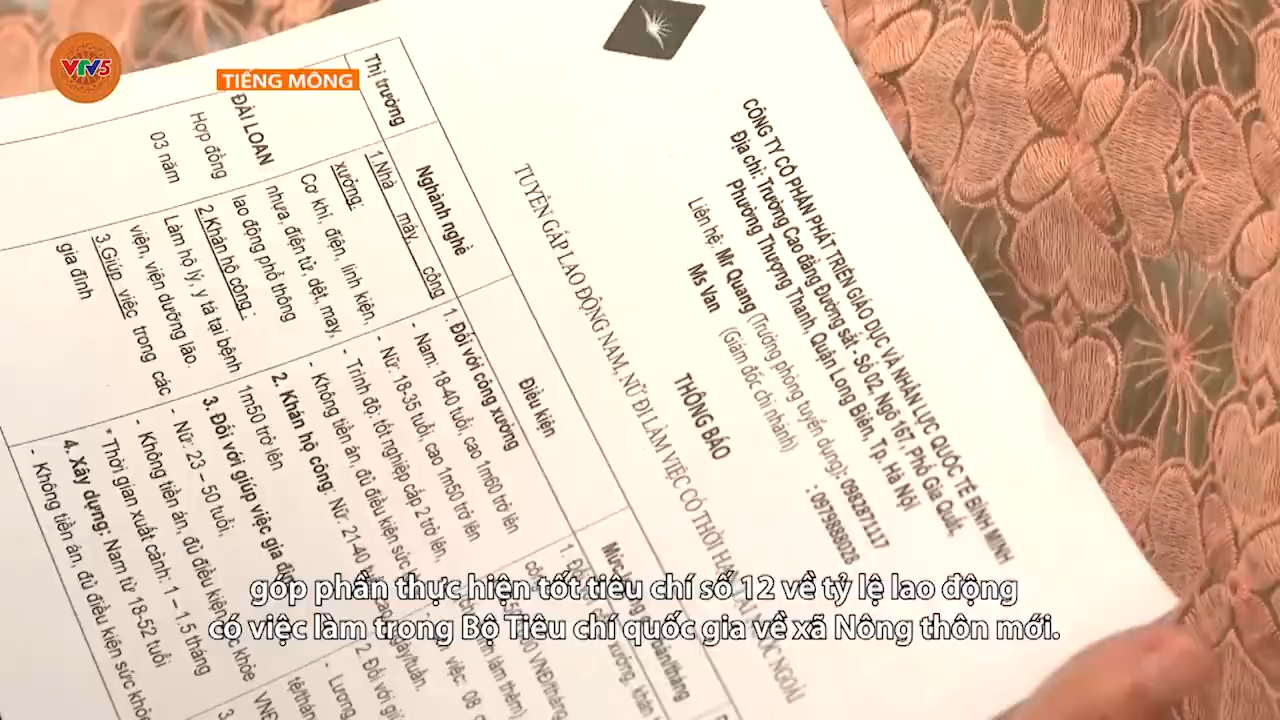 VTV5
TIẾNG MÔNG
CÔNG TY CỔ PHẦN PHÁT TRIỂN GIÁO DỤC VÀ NHÂN LỰC QUỐC TẾ BÌNH MINH
Địa chỉ: Trường Cao đẳng Đường sắt - Số 02, Ngõ 167, Phố Gia Quất,
Phường Thượng Thanh, Quận Long Biên, Tp. Hà Nội
Liên hệ: Mr Quang (Trưởng phòng tuyển dụng): 0982871117
Ms Vân (Giám đốc chi nhánh) : 0979888028
THÔNG BÁO
TUYỂN GẤP LAO ĐỘNG NAM, NỮ ĐI LÀM VIỆC CÓ THỜI HẠN TẠI NƯỚC NGOÀI
Thị trường
Nghành nghề
Điều kiện
ĐÀI LOAN
Hợp đồng
03 năm
1.Nhà máy, công
xưởng:
Cơ khí, điện, linh kiện,
nhựa, điện tử, dệt, may,
lao động phổ thông
2.Khán hộ công :
Làm hộ lý, y tá tại bệnh
viện, viện dưỡng lão.
3.Giúp việc trong các
gia đình
1. Đối với công xưởng
- Nam: 18-40 tuổi, cao 1m60 trở lên
- Nữ: 18-35 tuổi, cao 1m50 trở lên
- Trình độ: tốt nghiệp cấp 2 trở lên,
- Không tiền án, đủ điều kiện sức
2. Khán hộ công: Nữ: 21-40
1m50 trở lên
3. Đối với giúp việc gia
- Nữ: 23 – 50 tuổi.
- Không tiền án, đủ điều kiện sức khỏe
* Thời gian xuất cảnh: 1 – 1,5 tháng
4. Xây dựng: Nam từ 18-52 tuổi
- Không tiền án, đủ điều kiện sức khỏe
góp phần thực hiện tốt tiêu chí số 12 về tỷ lệ lao động
có việc làm trong Bộ Tiêu chí quốc gia về xã Nông thôn mới.